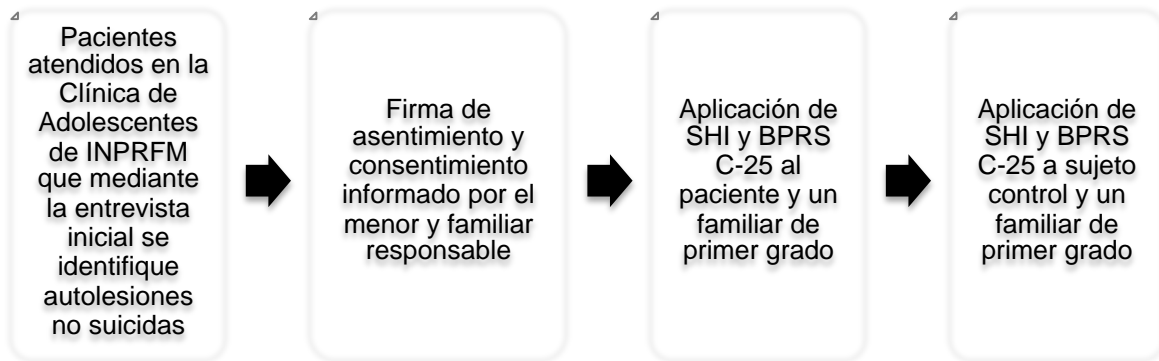 Pacientes
atendidos en la
Clínica de
Adolescentes
de INPRFM
que mediante
la entrevista
inicial se
identifique
autolesiones
no suicidas
Firma de
asentimiento y
consentimiento
informado por el
menor y familiar
responsable
Aplicación de
SHI y BPRS
C-25 al
paciente y un
familiar de
primer grado
Aplicación de
SHI y BPRS
C-25 a sujeto
control y un
familiar de
primer grado